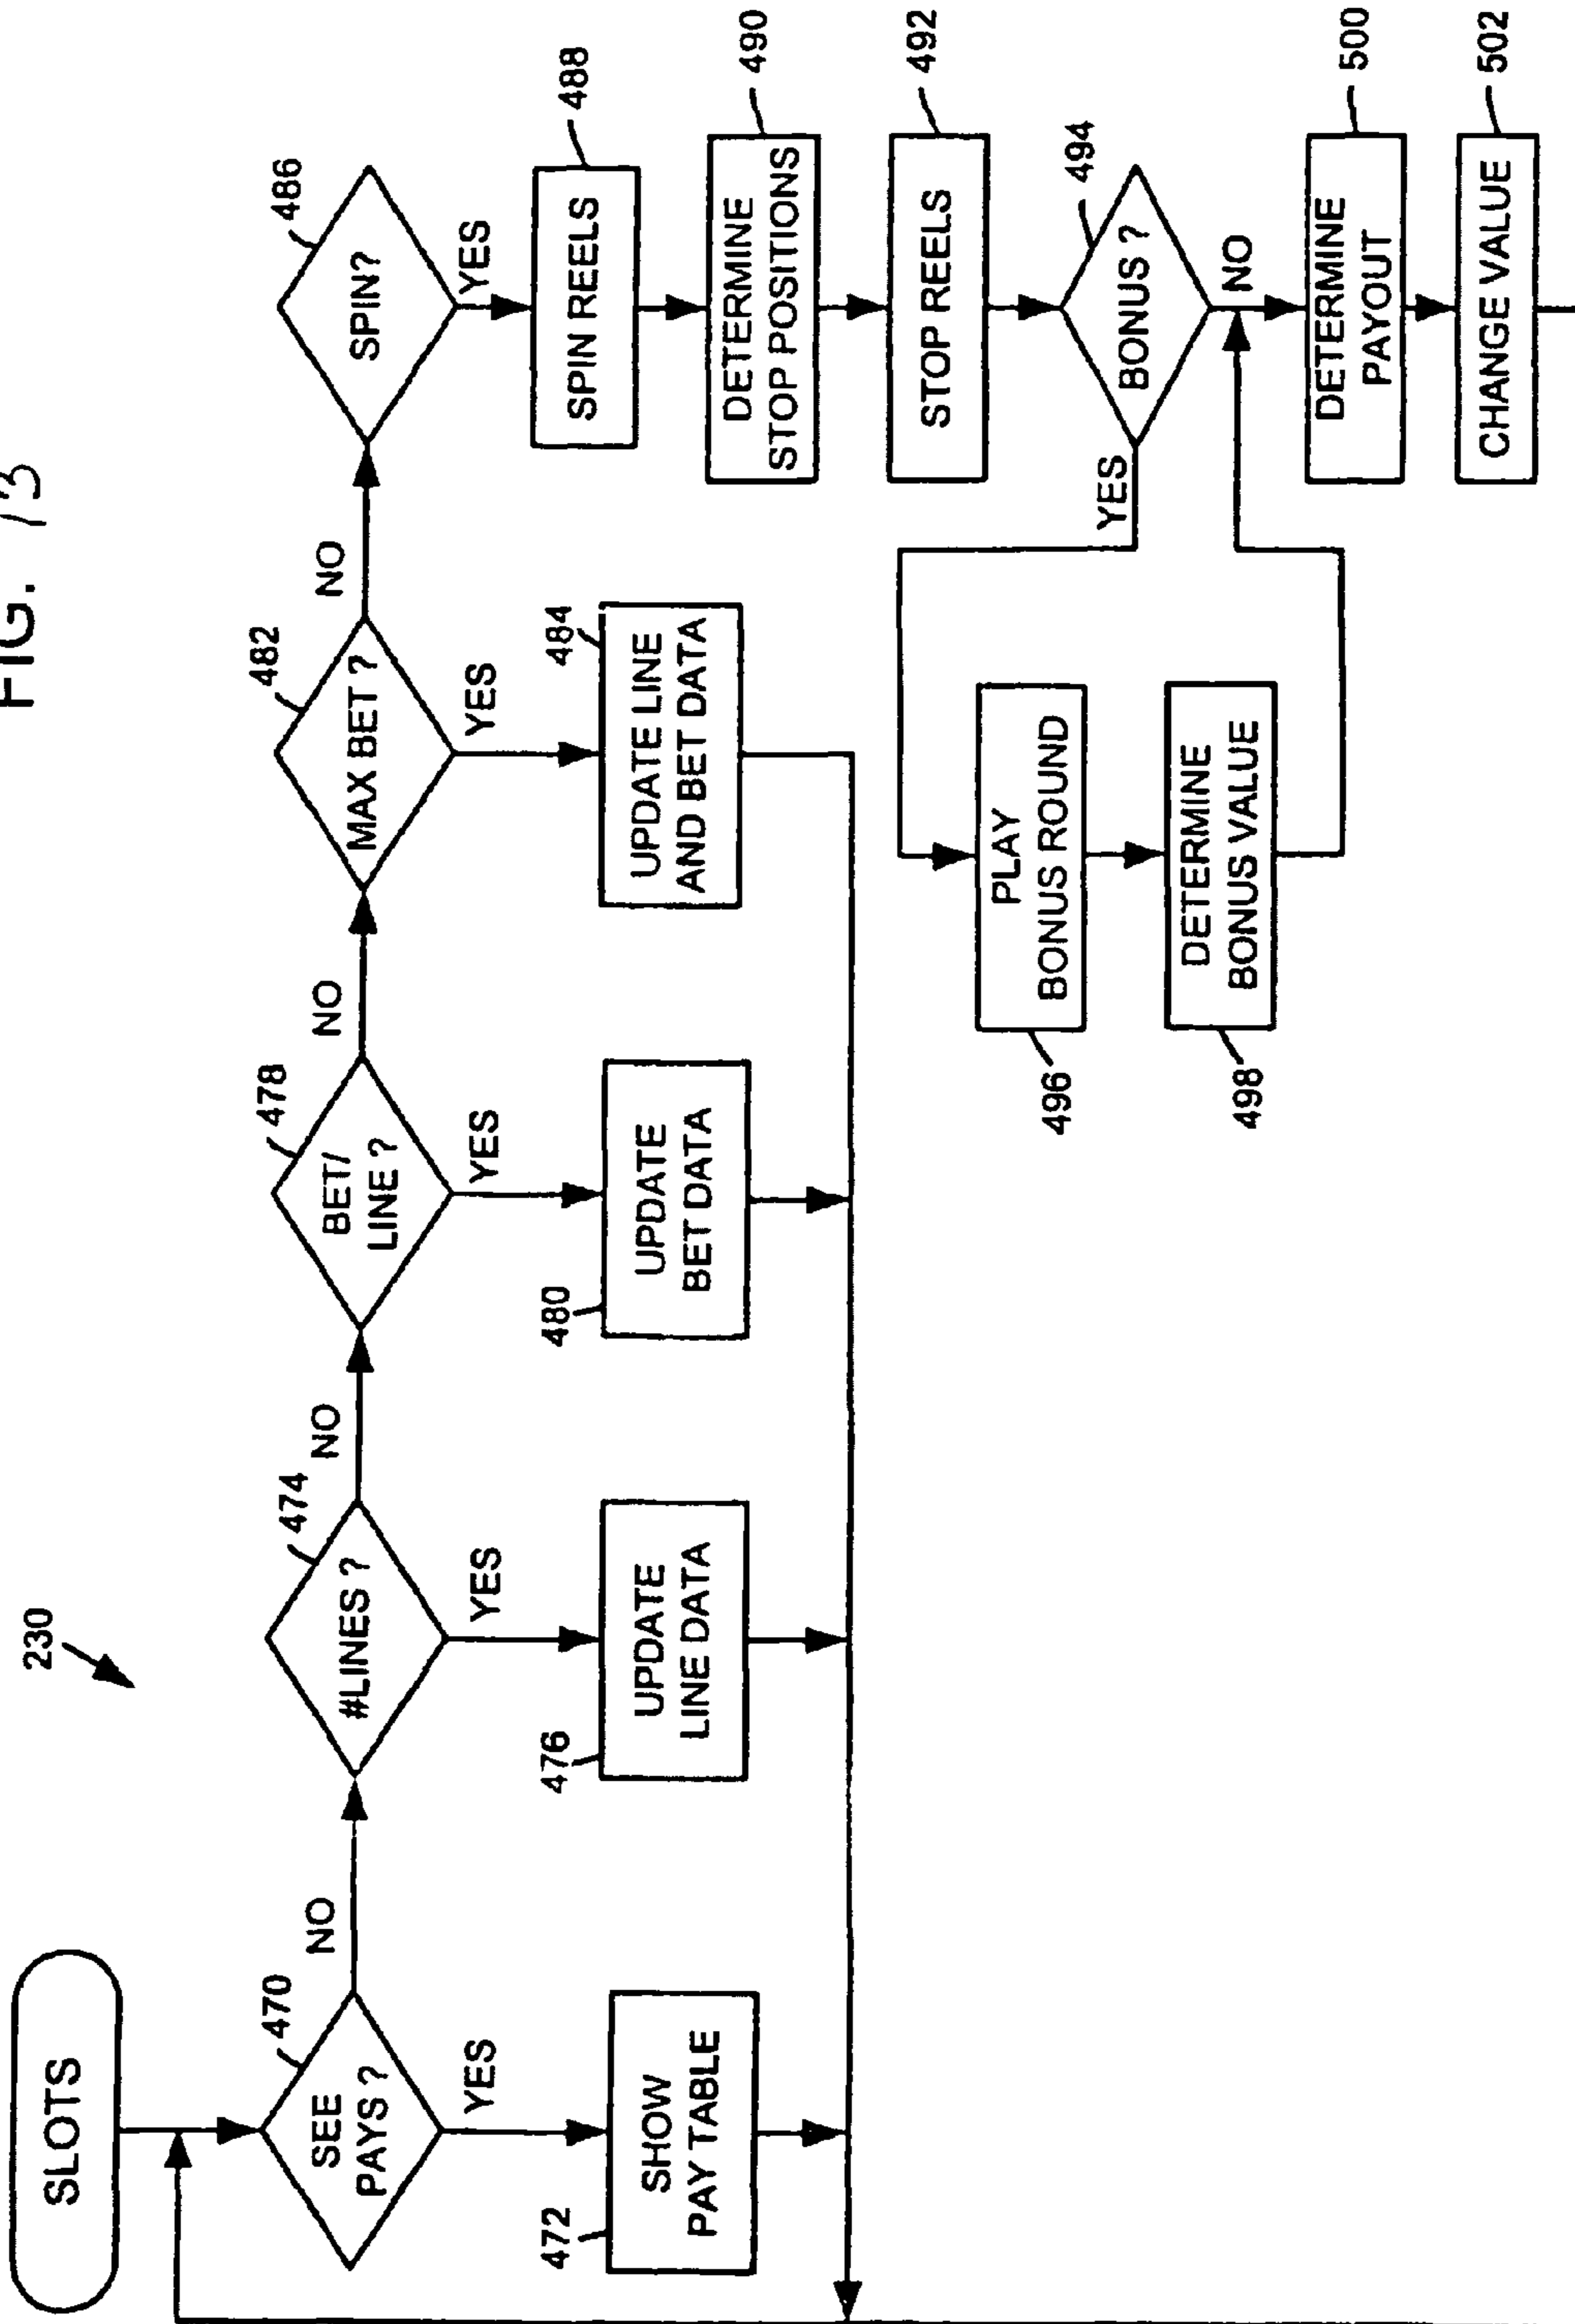 FIG. 13
230
SLOTS
470
SEE
PAYS ?
NO
YES
472
SHOW
PAY TABLE
474
#LINES ?
NO
YES
476
UPDATE
LINE DATA
478
BET/
LINE ?
NO
YES
480
UPDATE
BET DATA
482
MAX BET ?
NO
YES
484
UPDATE LINE
AND BET DATA
486
SPIN?
YES
488
SPIN REELS
490
DETERMINE
STOP POSITIONS
492
STOP REELS
494
BONUS ?
YES
NO
496
PLAY
BONUS ROUND
498
DETERMINE
BONUS VALUE
500
DETERMINE
PAYOUT
502
CHANGE VALUE